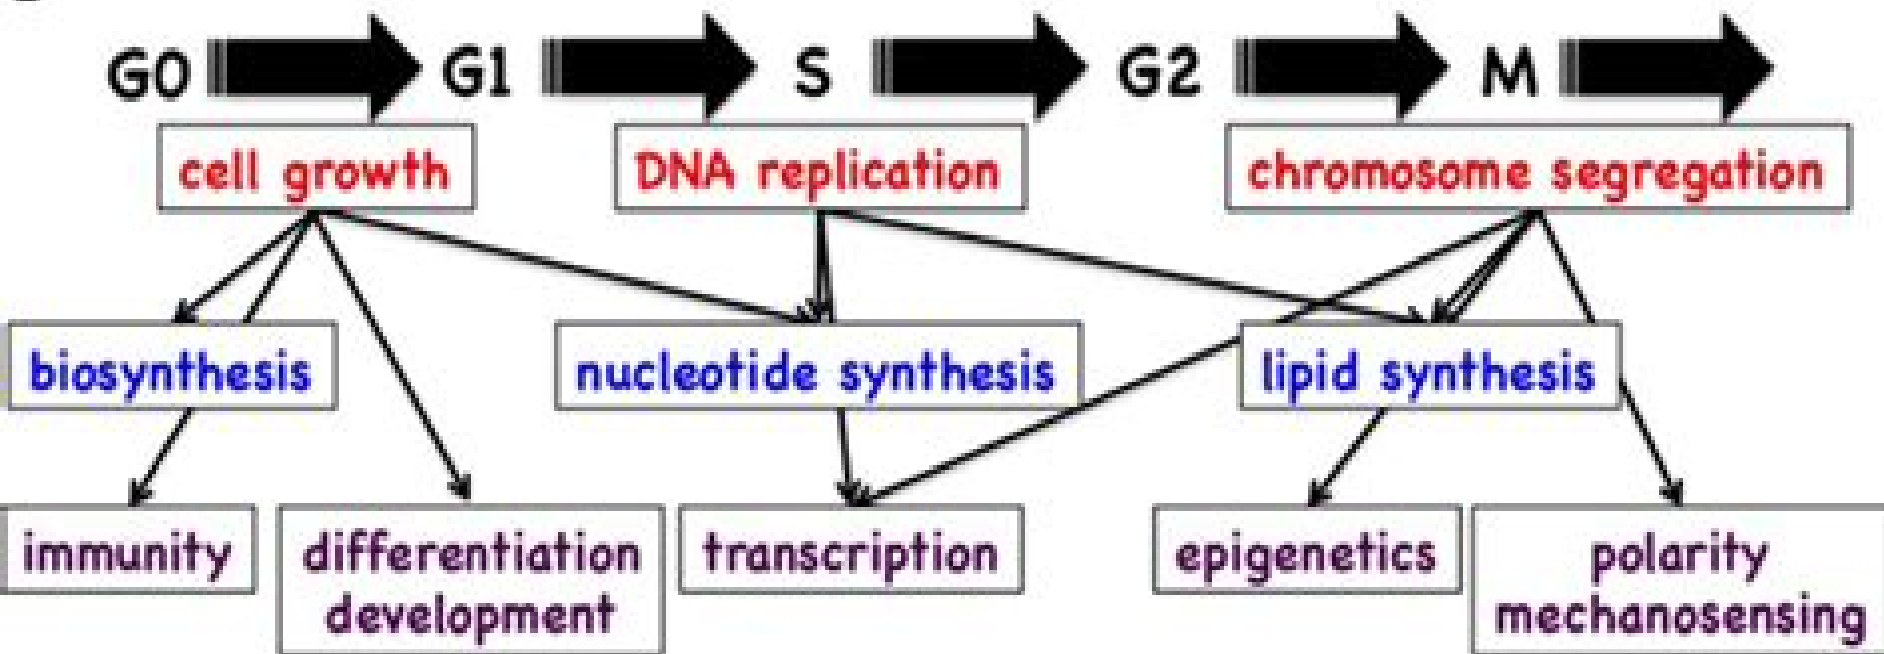 G0 G1 S G2 M
cell growth DNA replication chromosome segregation
biosynthesis nucleotide synthesis lipid synthesis
immunity differentiation transcription epigenetics polarity
development mechanosensing